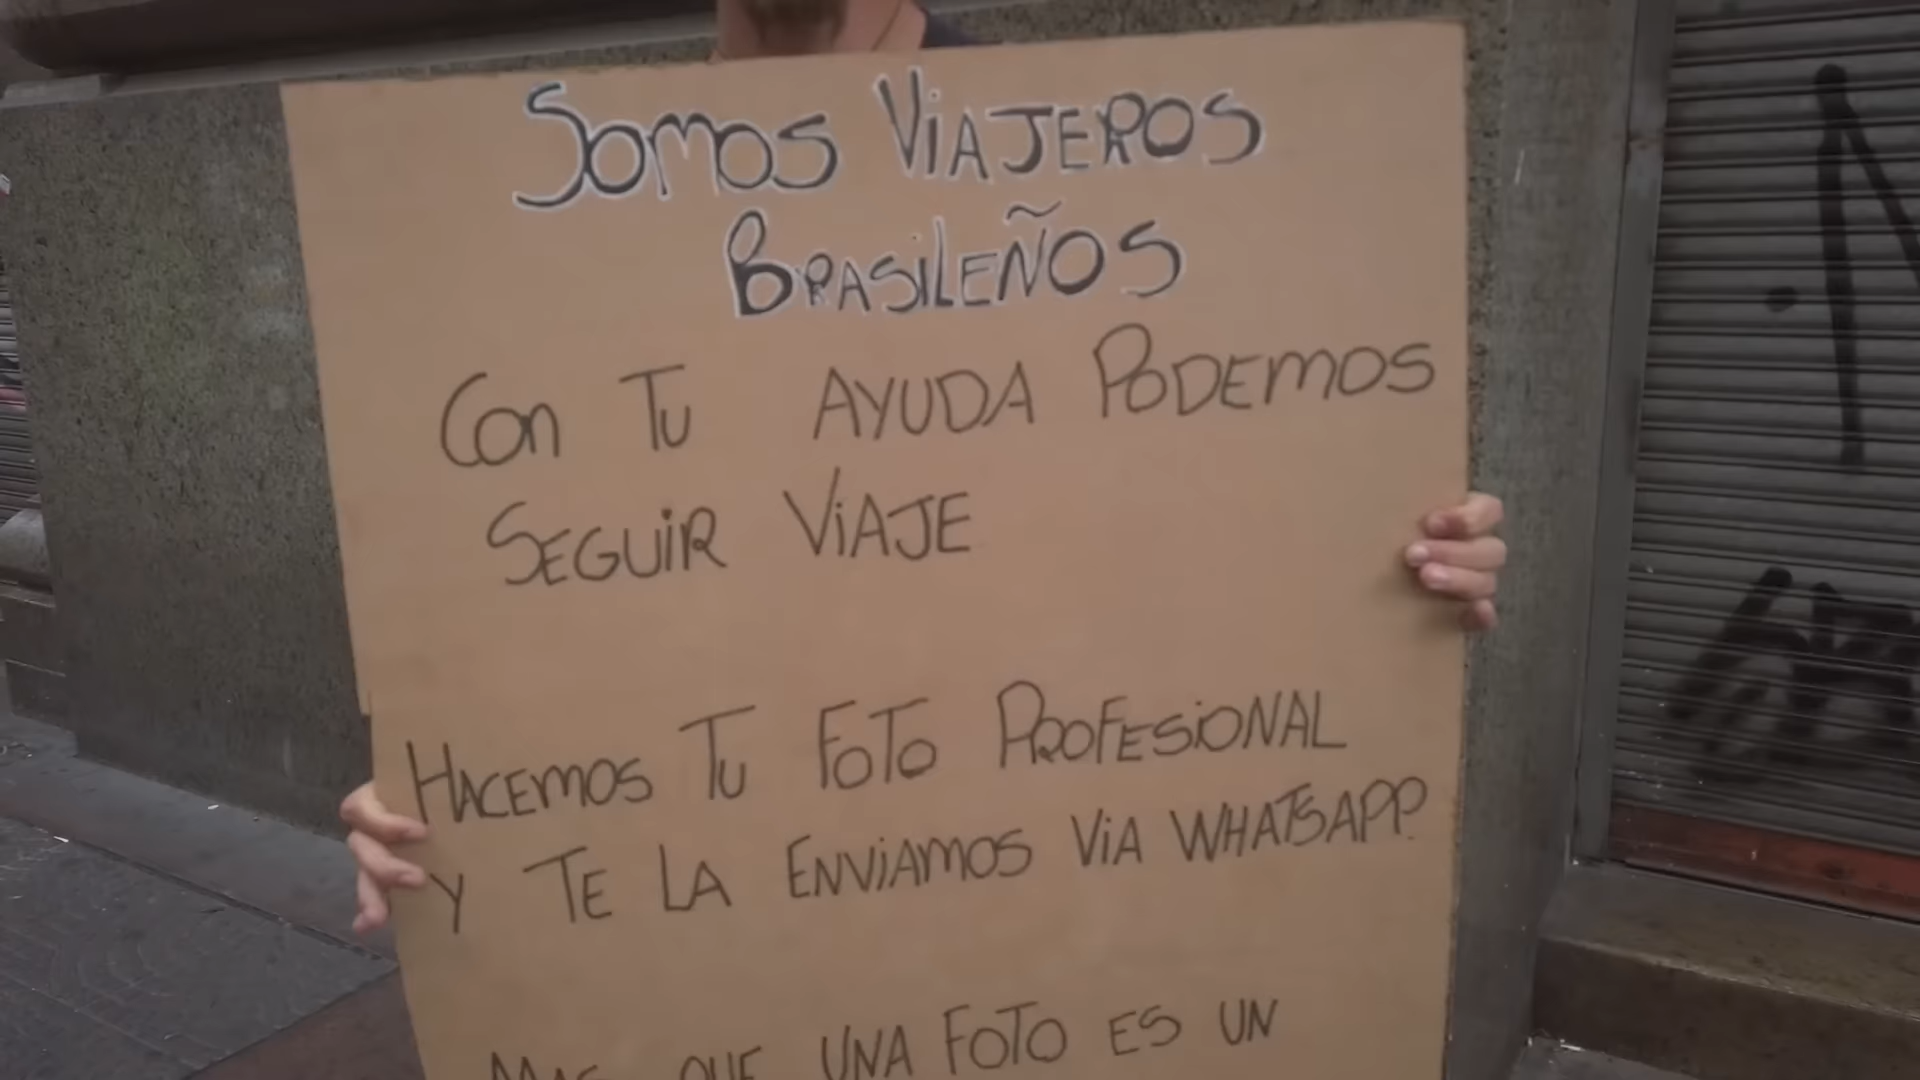 Somos Viajeros
Brasileños
Con Tu Ayuda Podemos
Seguir Viaje
Hacemos Tu Foto Profesional
y Te La Enviamos Via Whatsapp
Mas que una foto es un